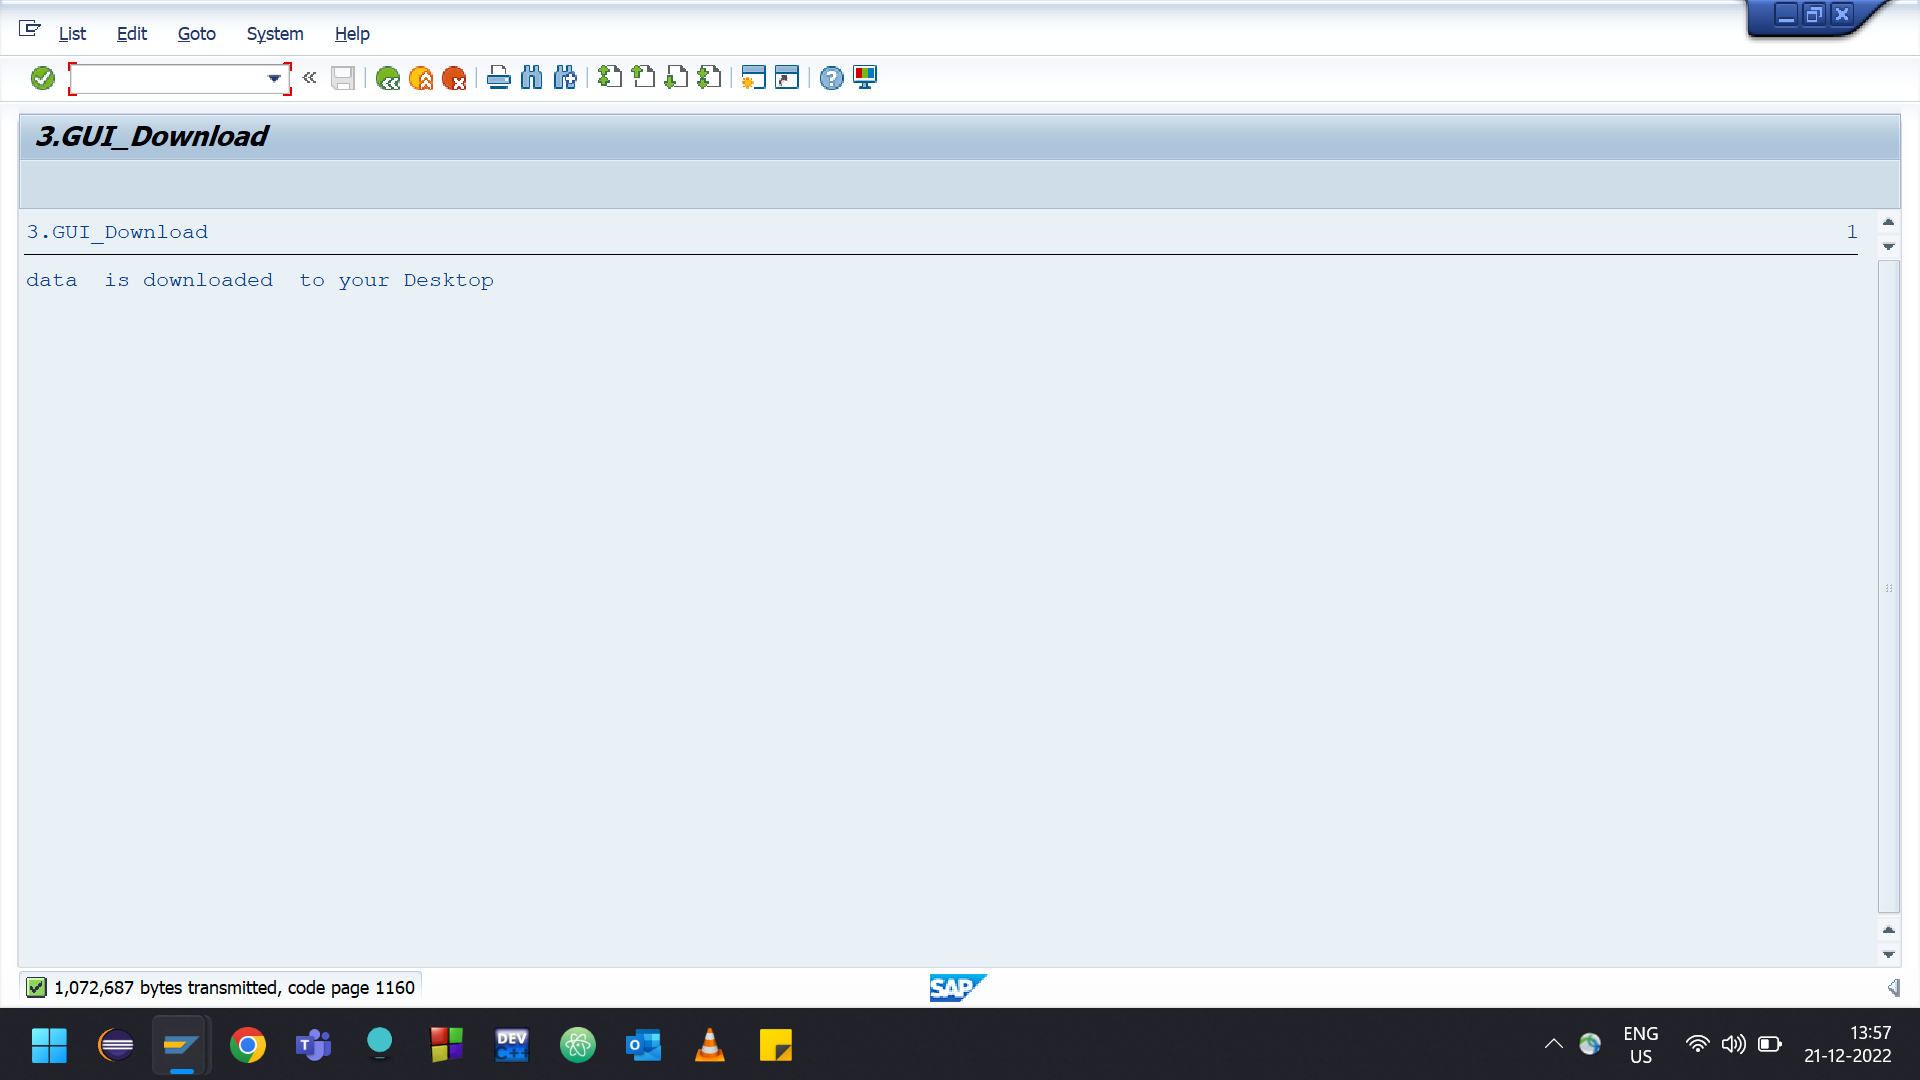 List Edit Goto System Help
3.GUI_Download
3.GUI_Download 1
data  is downloaded  to your Desktop
1,072,687 bytes transmitted, code page 1160
SAP
DEV
C++
ENG
US
13:57
21-12-2022